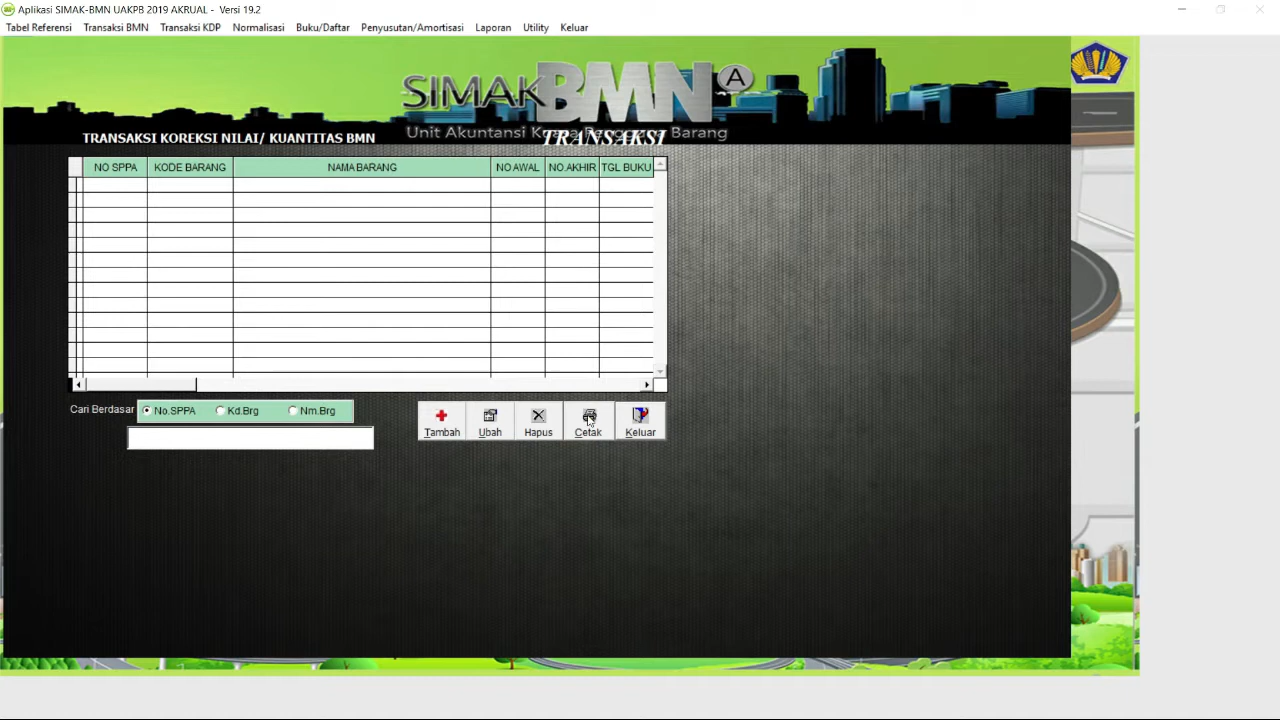 Aplikasi SIMAK-BMN UAKPB 2019 AKRUAL - Versi 19.2
Tabel Referensi Transaksi BMN Transaksi KDP Normalisasi Buku/Daftar Penyusutan/Amortisasi Laporan Utility Keluar
SIMAK BMN A
Unit Akuntansi Kuasa Pengguna Barang
TRANSAKSI KOREKSI NILAI/ KUANTITAS BMN TRANSAKSI
NO SPPA KODE BARANG NAMA BARANG NO AWAL NO AKHIR TGL BUKU
Cari Berdasar No.SPPA Kd.Brg Nm.Brg
Tambah Ubah Hapus Cetak Keluar